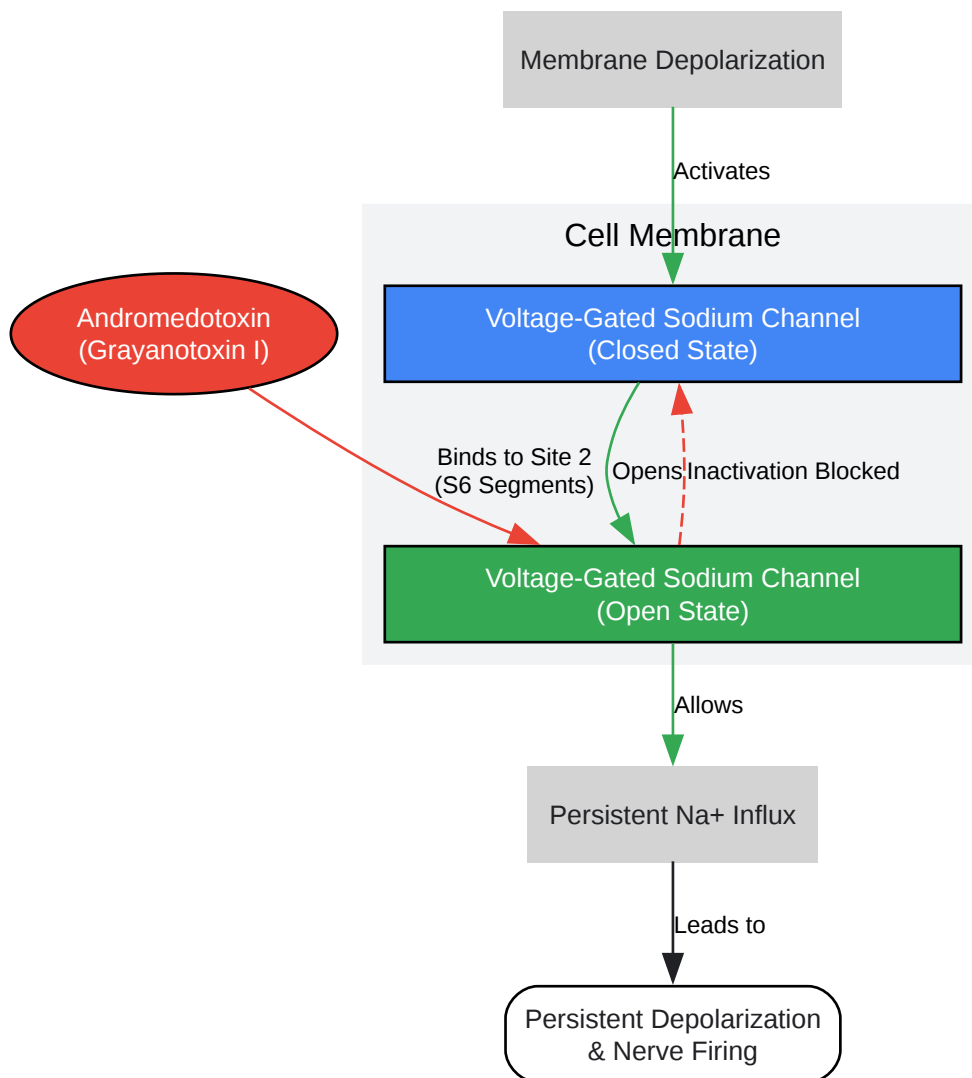 Membrane Depolarization
Activates
Cell Membrane
Andromedotoxin
(Grayanotoxin I)
Voltage-Gated Sodium Channel
(Closed State)
Binds to Site 2
(S6 Segments)
Opens
Inactivation Blocked
Voltage-Gated Sodium Channel
(Open State)
Allows
Persistent Na+ Influx
Leads to
Persistent Depolarization
& Nerve Firing